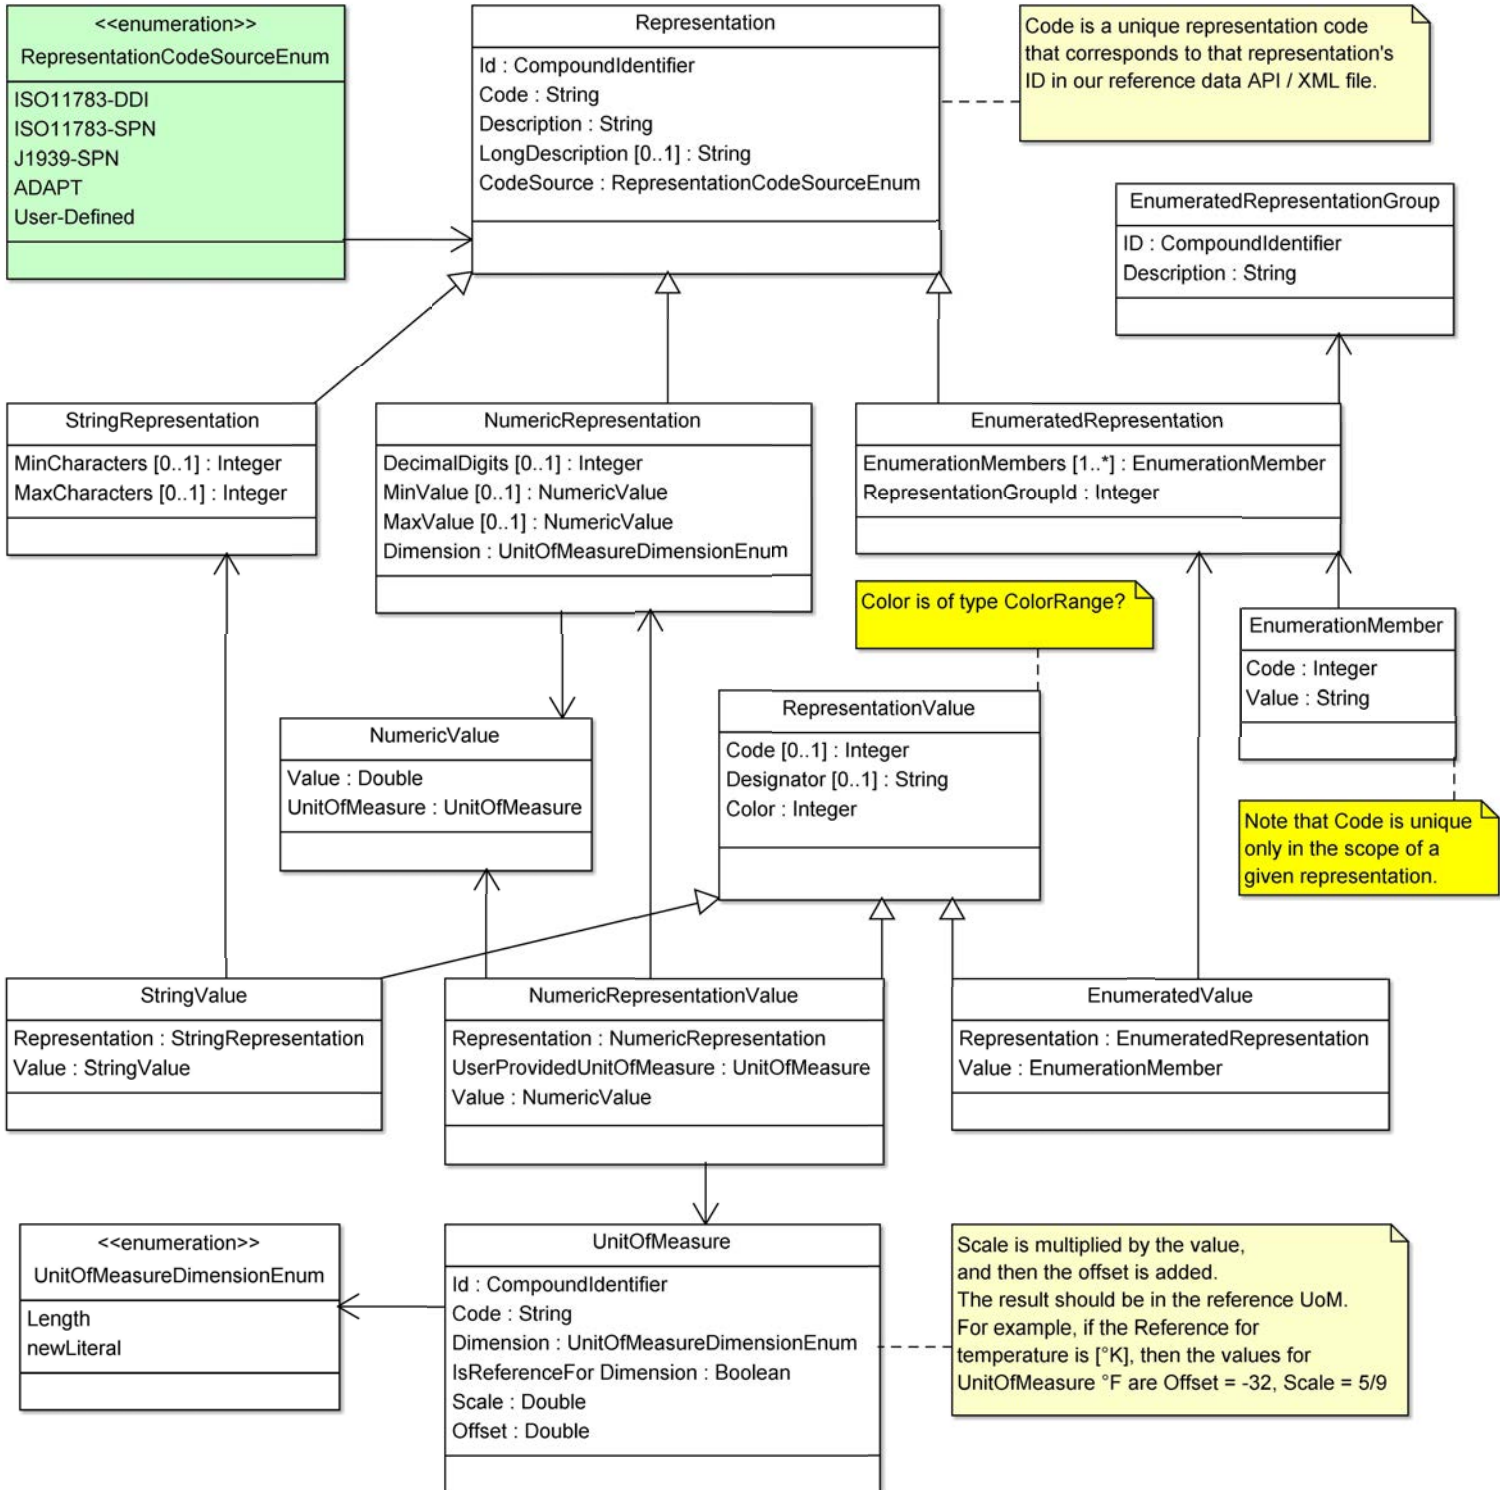 <<enumeration>>
RepresentationCodeSourceEnum
ISO11783-DDI
ISO11783-SPN
J1939-SPN
ADAPT
User-Defined
Representation
Id : CompoundIdentifier
Code : String
Description : String
LongDescription [0..1] : String
CodeSource : RepresentationCodeSourceEnum
Code is a unique representation code
that corresponds to that representation's
ID in our reference data API / XML file.
EnumeratedRepresentationGroup
ID : CompoundIdentifier
Description : String
StringRepresentation
MinCharacters [0..1] : Integer
MaxCharacters [0..1] : Integer
NumericRepresentation
DecimalDigits [0..1] : Integer
MinValue [0..1] : NumericValue
MaxValue [0..1] : NumericValue
Dimension : UnitOfMeasureDimensionEnum
EnumeratedRepresentation
EnumerationMembers [1..*] : EnumerationMember
RepresentationGroupId : Integer
Color is of type ColorRange?
EnumerationMember
Code : Integer
Value : String
NumericValue
Value : Double
UnitOfMeasure : UnitOfMeasure
RepresentationValue
Code [0..1] : Integer
Designator [0..1] : String
Color : Integer
Note that Code is unique
only in the scope of a
given representation.
StringValue
Representation : StringRepresentation
Value : StringValue
NumericRepresentationValue
Representation : NumericRepresentation
UserProvidedUnitOfMeasure : UnitOfMeasure
Value : NumericValue
EnumeratedValue
Representation : EnumeratedRepresentation
Value : EnumerationMember
<<enumeration>>
UnitOfMeasureDimensionEnum
Length
newLiteral
UnitOfMeasure
Id : CompoundIdentifier
Code : String
Dimension : UnitOfMeasureDimensionEnum
IsReferenceFor Dimension : Boolean
Scale : Double
Offset : Double
Scale is multiplied by the value,
and then the offset is added.
The result should be in the reference UoM.
For example, if the Reference for
temperature is [°K], then the values for
UnitOfMeasure °F are Offset = -32, Scale = 5/9